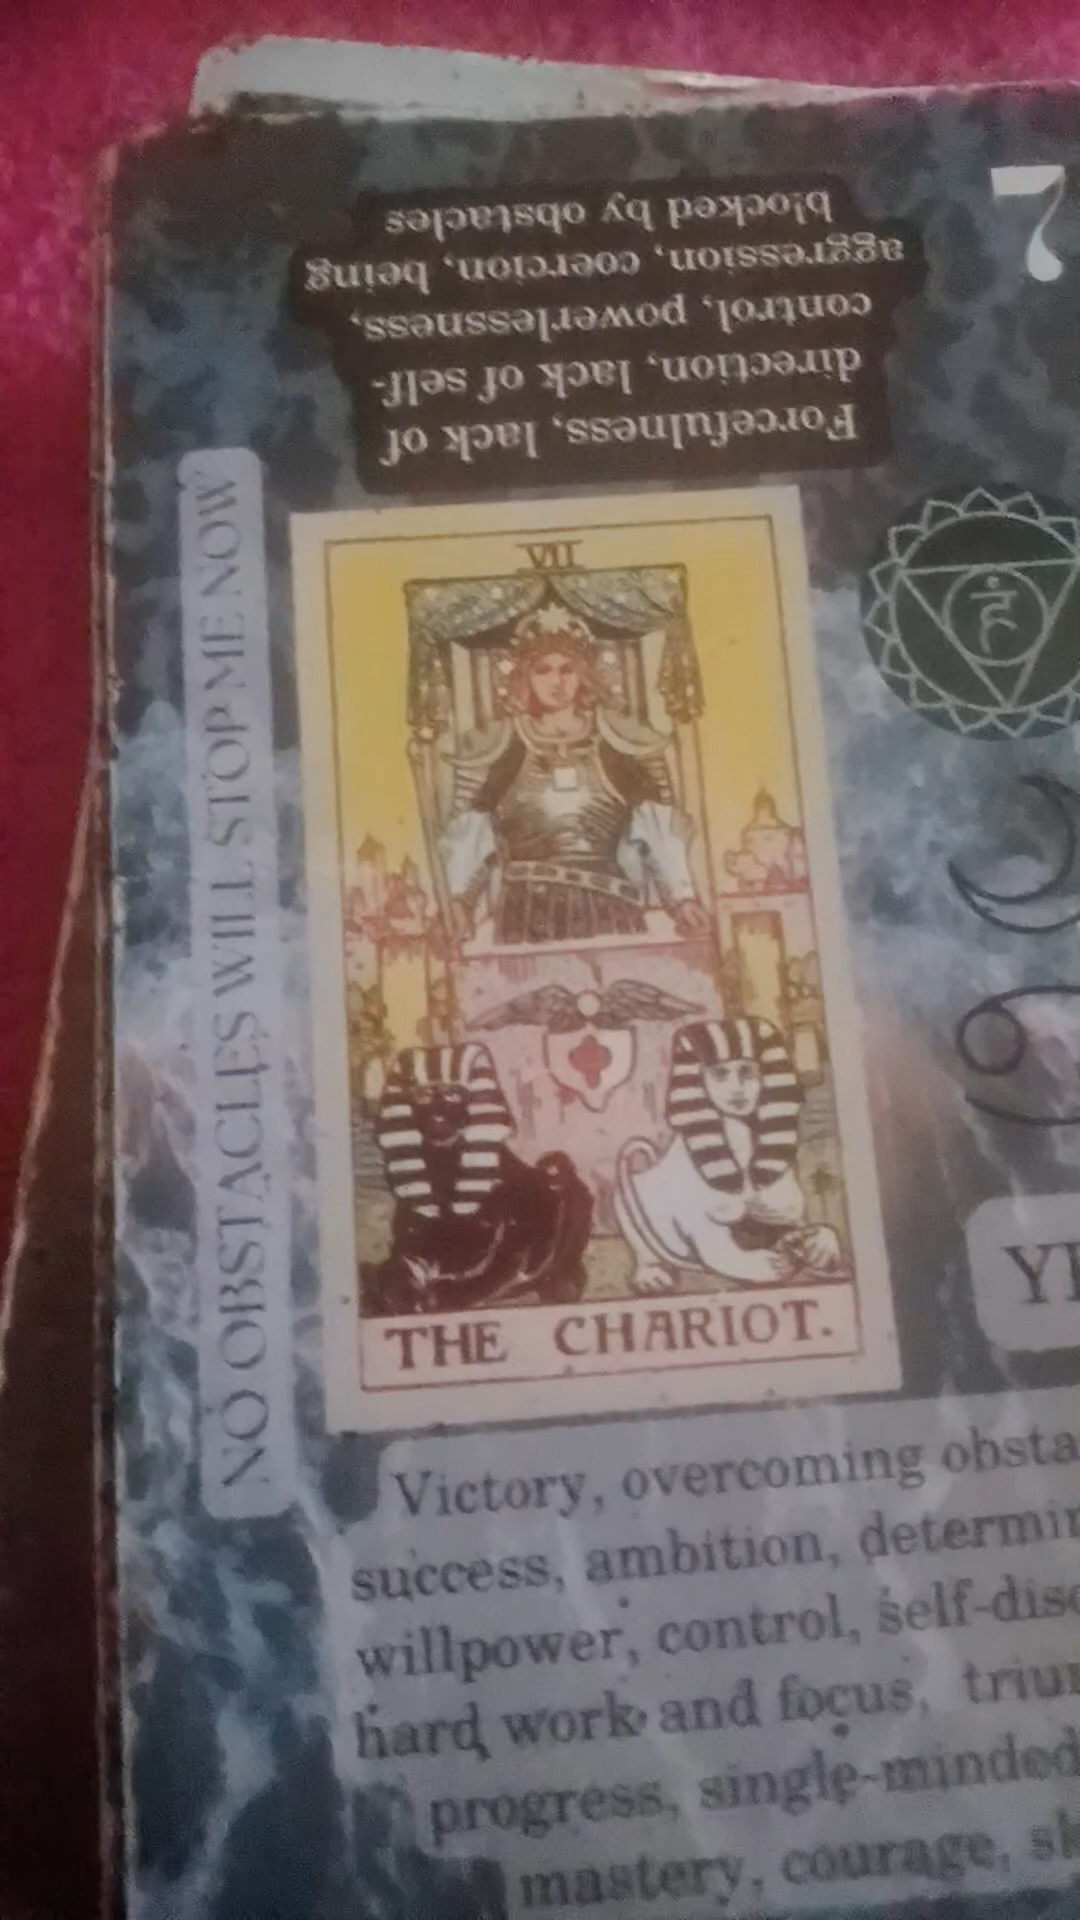 7
blocked by obstacles
aggression, coercion, being
control, powerlessness,
direction, lack of self-
Forcefulness, lack of
NO OBSTACLES WILL STOP ME NOW
VII
हं
THE CHARIOT.
Victory, overcoming
success, ambition,
willpower, control,
hard work and focus,
progress,
mastery, courage,